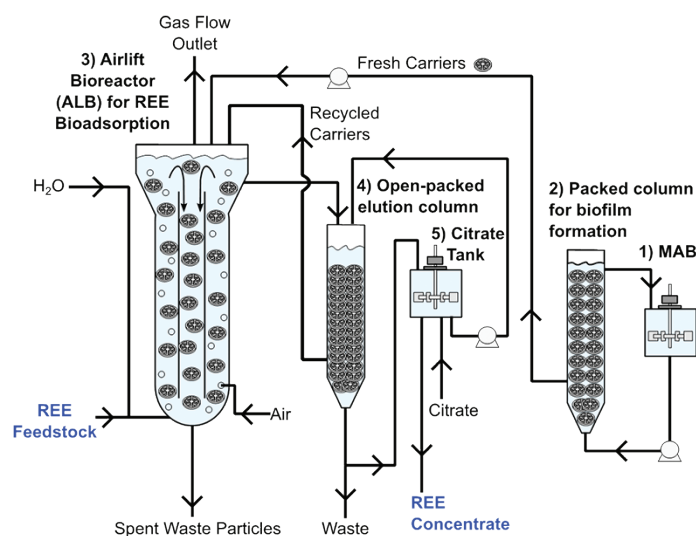 Gas Flow
Outlet
3) Airlift
Bioreactor
(ALB) for REE
Bioadsorption
Fresh Carriers
Recycled
Carriers
H₂O
4) Open-packed
elution column
2) Packed column
for biofilm
formation
5) Citrate
Tank
1) MAB
REE
Feedstock
Air
Citrate
Spent Waste Particles
Waste
REE
Concentrate